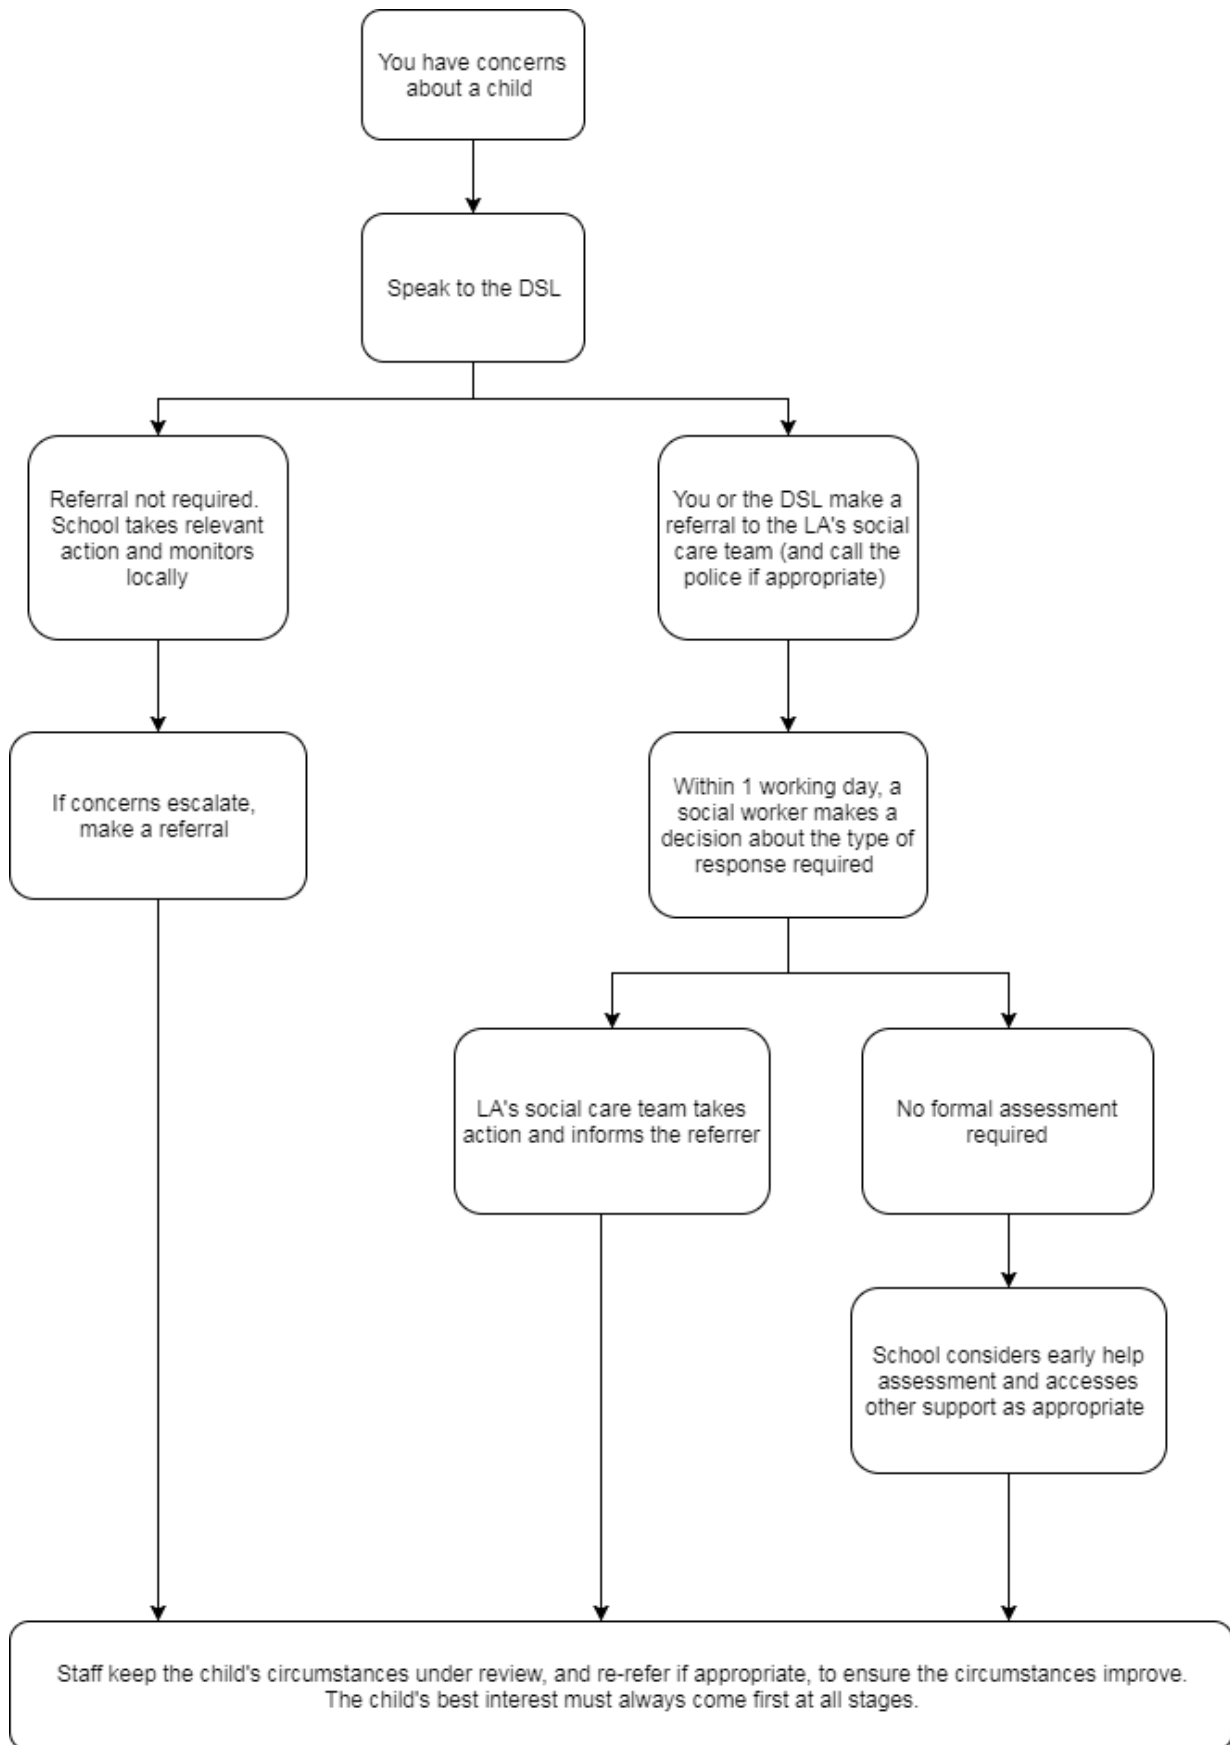 You have concerns
about a child
Speak to the DSL
Referral not required.
School takes relevant
action and monitors
locally
You or the DSL make a
referral to the LA's social
care team (and call the
police if appropriate)
If concerns escalate,
make a referral
Within 1 working day, a
social worker makes a
decision about the type of
response required
LA's social care team takes
action and informs the referrer
No formal assessment
required
School considers early help
assessment and accesses
other support as appropriate
Staff keep the child's circumstances under review, and re-refer if appropriate, to ensure the circumstances improve.
The child's best interest must always come first at all stages.